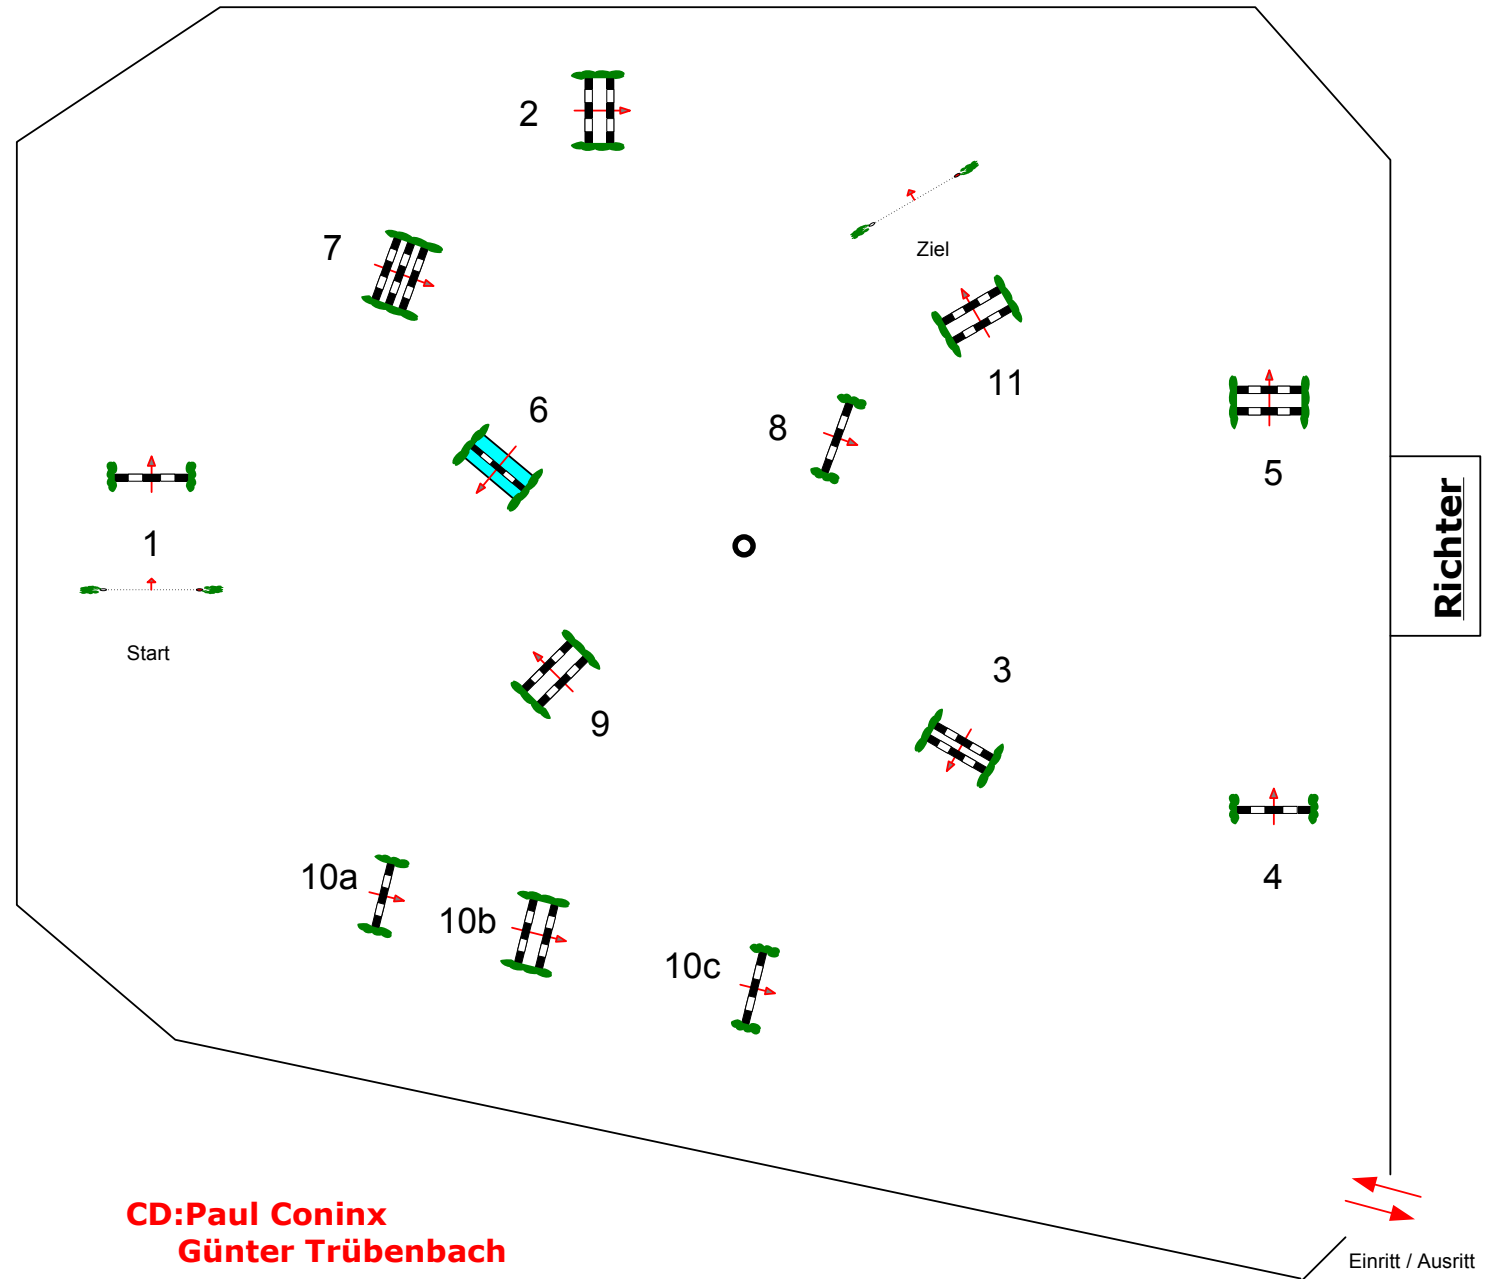 2
7
Ziel
11
6
8
5
1
Richter
Start
3
9
10a
4
10b
10c
CD:Paul Coninx
Günter Trübenbach
Einritt / Ausritt